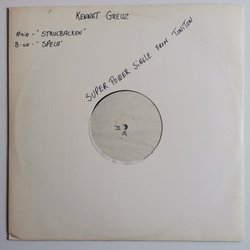 KENNET GREUZ
A-SID - "STRULBACKEN"
B-SID - "SPELA"
SUPER POWER SINGLE FROM TONTON